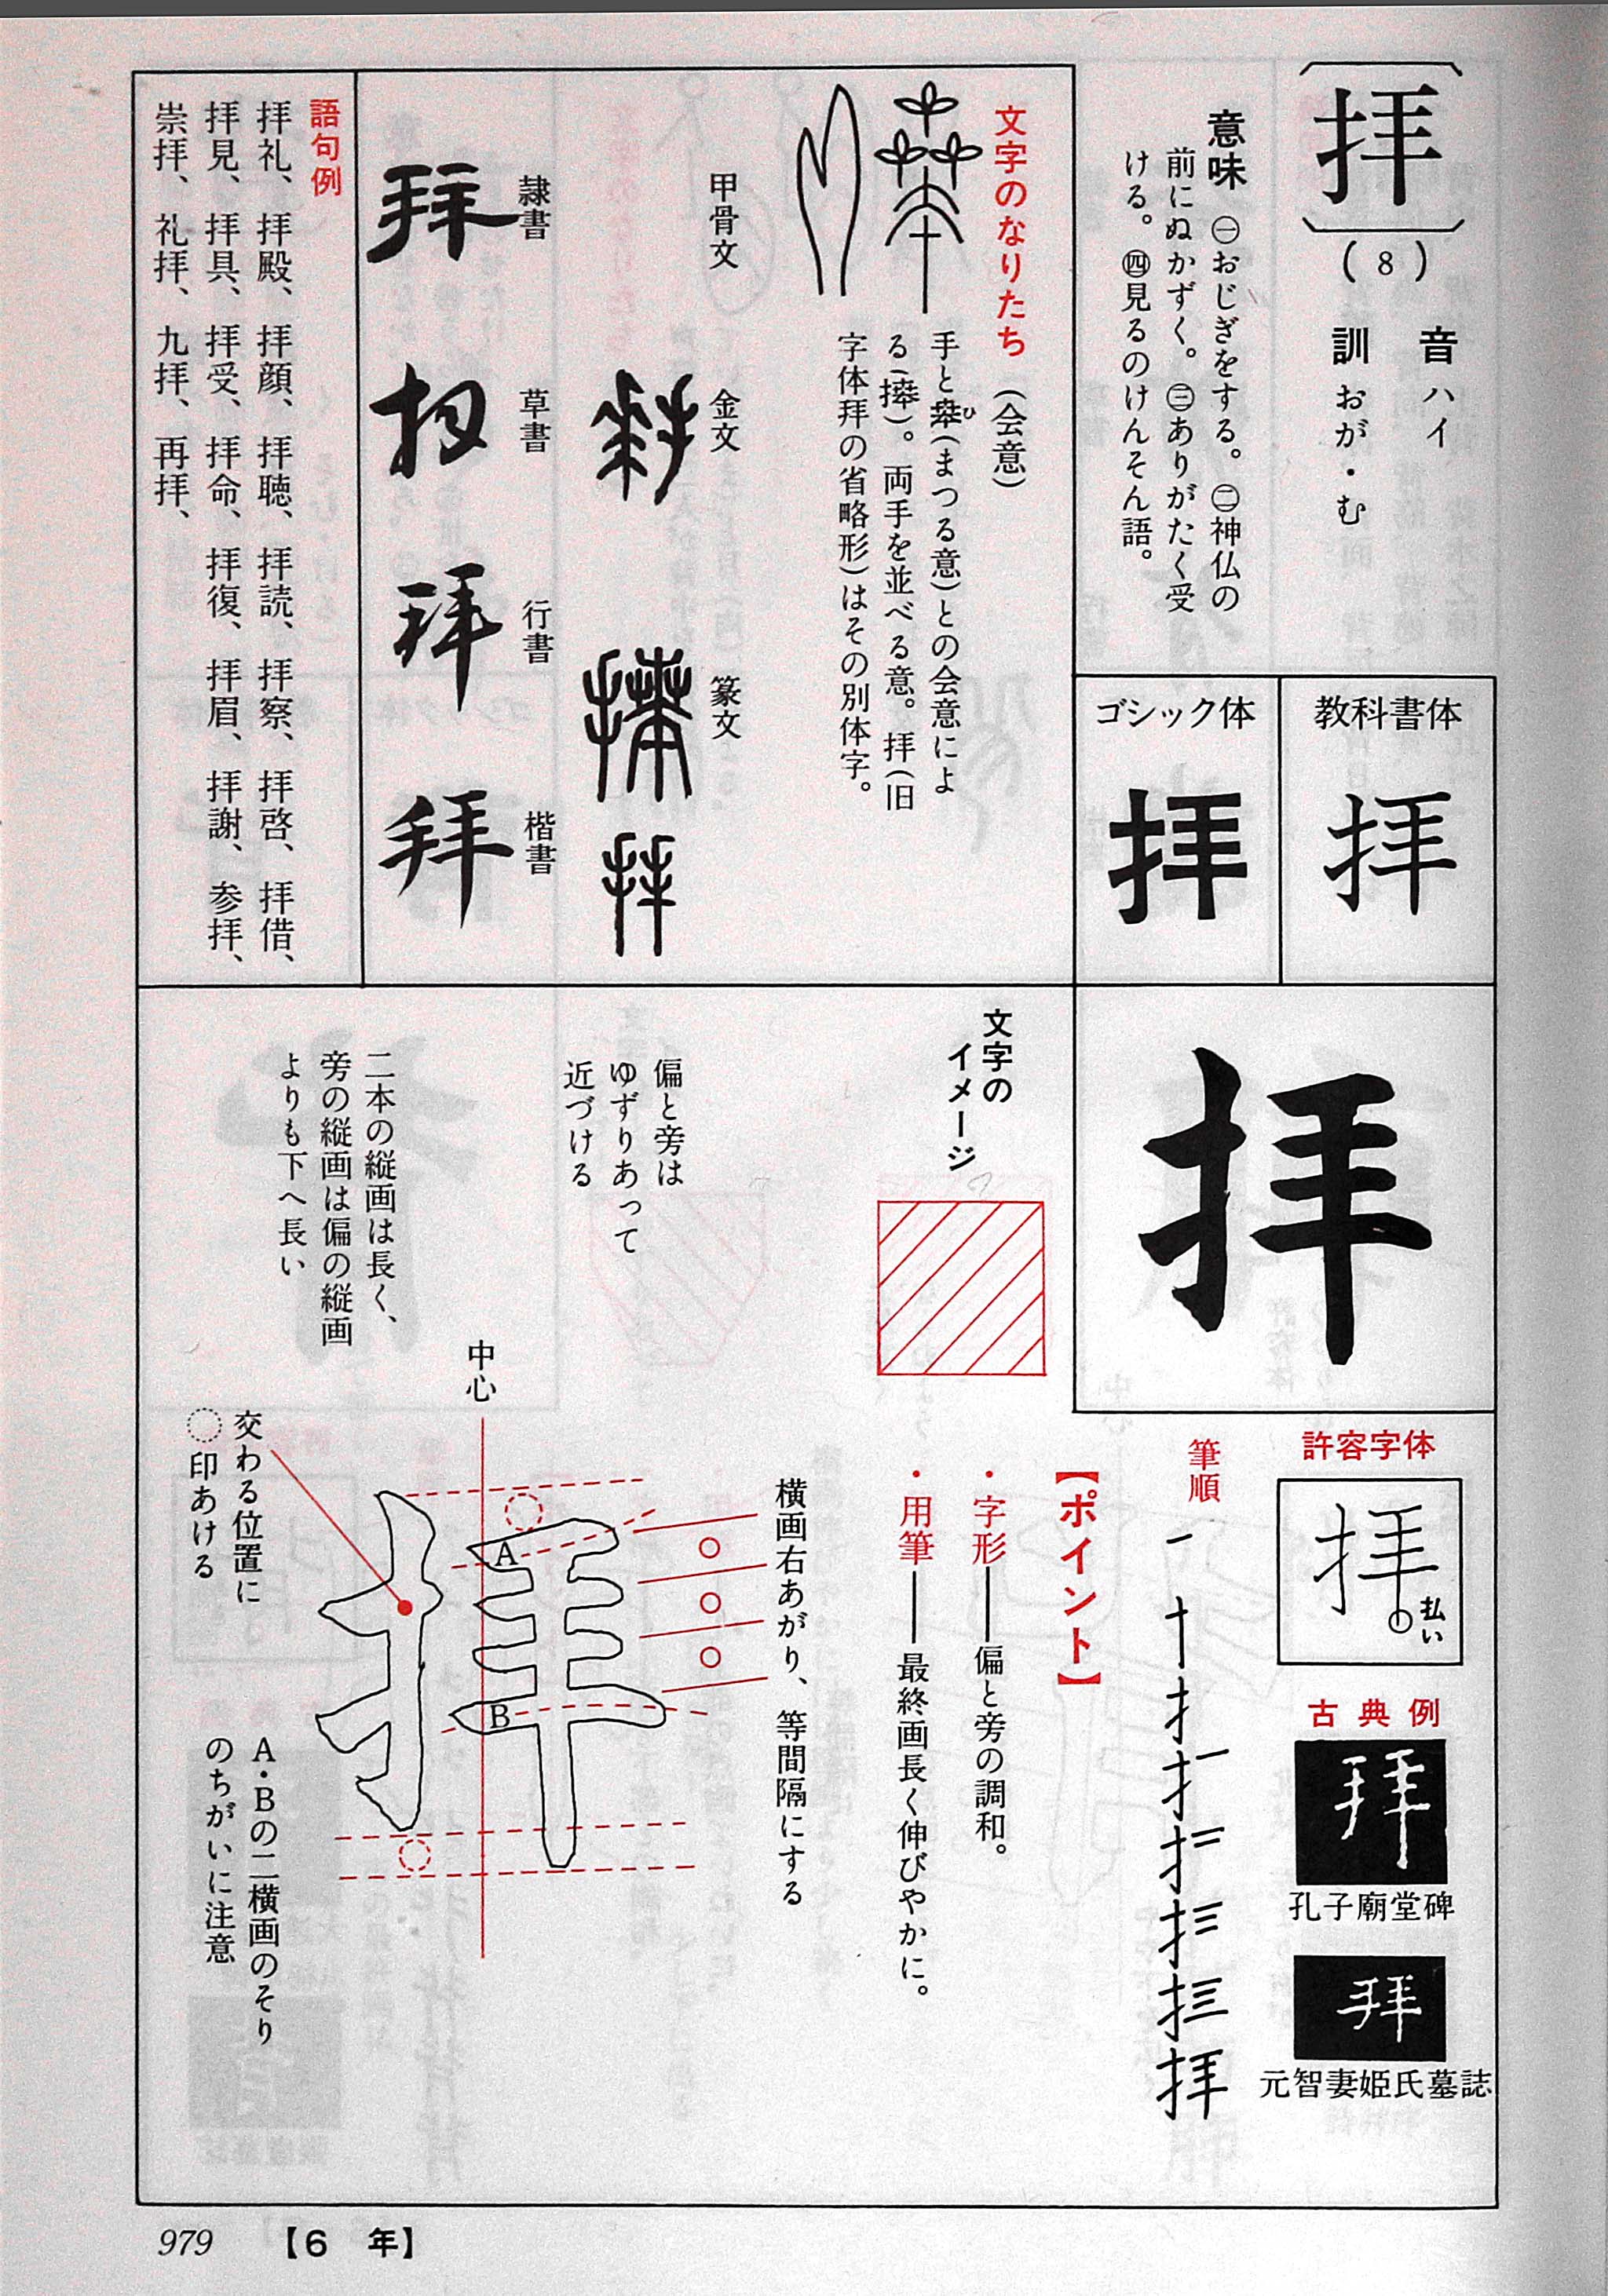 拝
(8)
音 ハイ
訓 おが・む
意味 ㊀おじぎをする。㊁神仏の
前にぬかずく。㊂ありがたく受
ける。㊃見るのけんそん語。
教科書体
拝
ゴシック体
拝
文字のなりたち (会意)
手と𠦪(まつる意)との会意によ
る(㨊)。両手を並べる意。拝(旧
字体拜の省略形)はその別体字。
甲骨文
金文
篆文
隷書
草書
行書
楷書
語句例
拝礼、拝殿、拝顔、拝聴、拝読、拝察、拝啓、拝借、
拝見、拝具、拝受、拝命、拝復、拝眉、拝謝、参拝、
崇拝、礼拝、九拝、再拝、
拝
許容字体
拝
払い
古典例
拜
孔子廟堂碑
拜
元智妻姫氏墓誌
筆順
【ポイント】
・字形──偏と旁の調和。
・用筆──最終画長く伸びやかに。
文字の
イメージ
偏と旁は
ゆずりあって
近づける
二本の縦画は長く、
旁の縦画は偏の縦画
よりも下へ長い
横画右あがり、等間隔にする
中心
A
B
交わる位置に
印あける
A・Bの二横画のそり
のちがいに注意
979 【6 年】